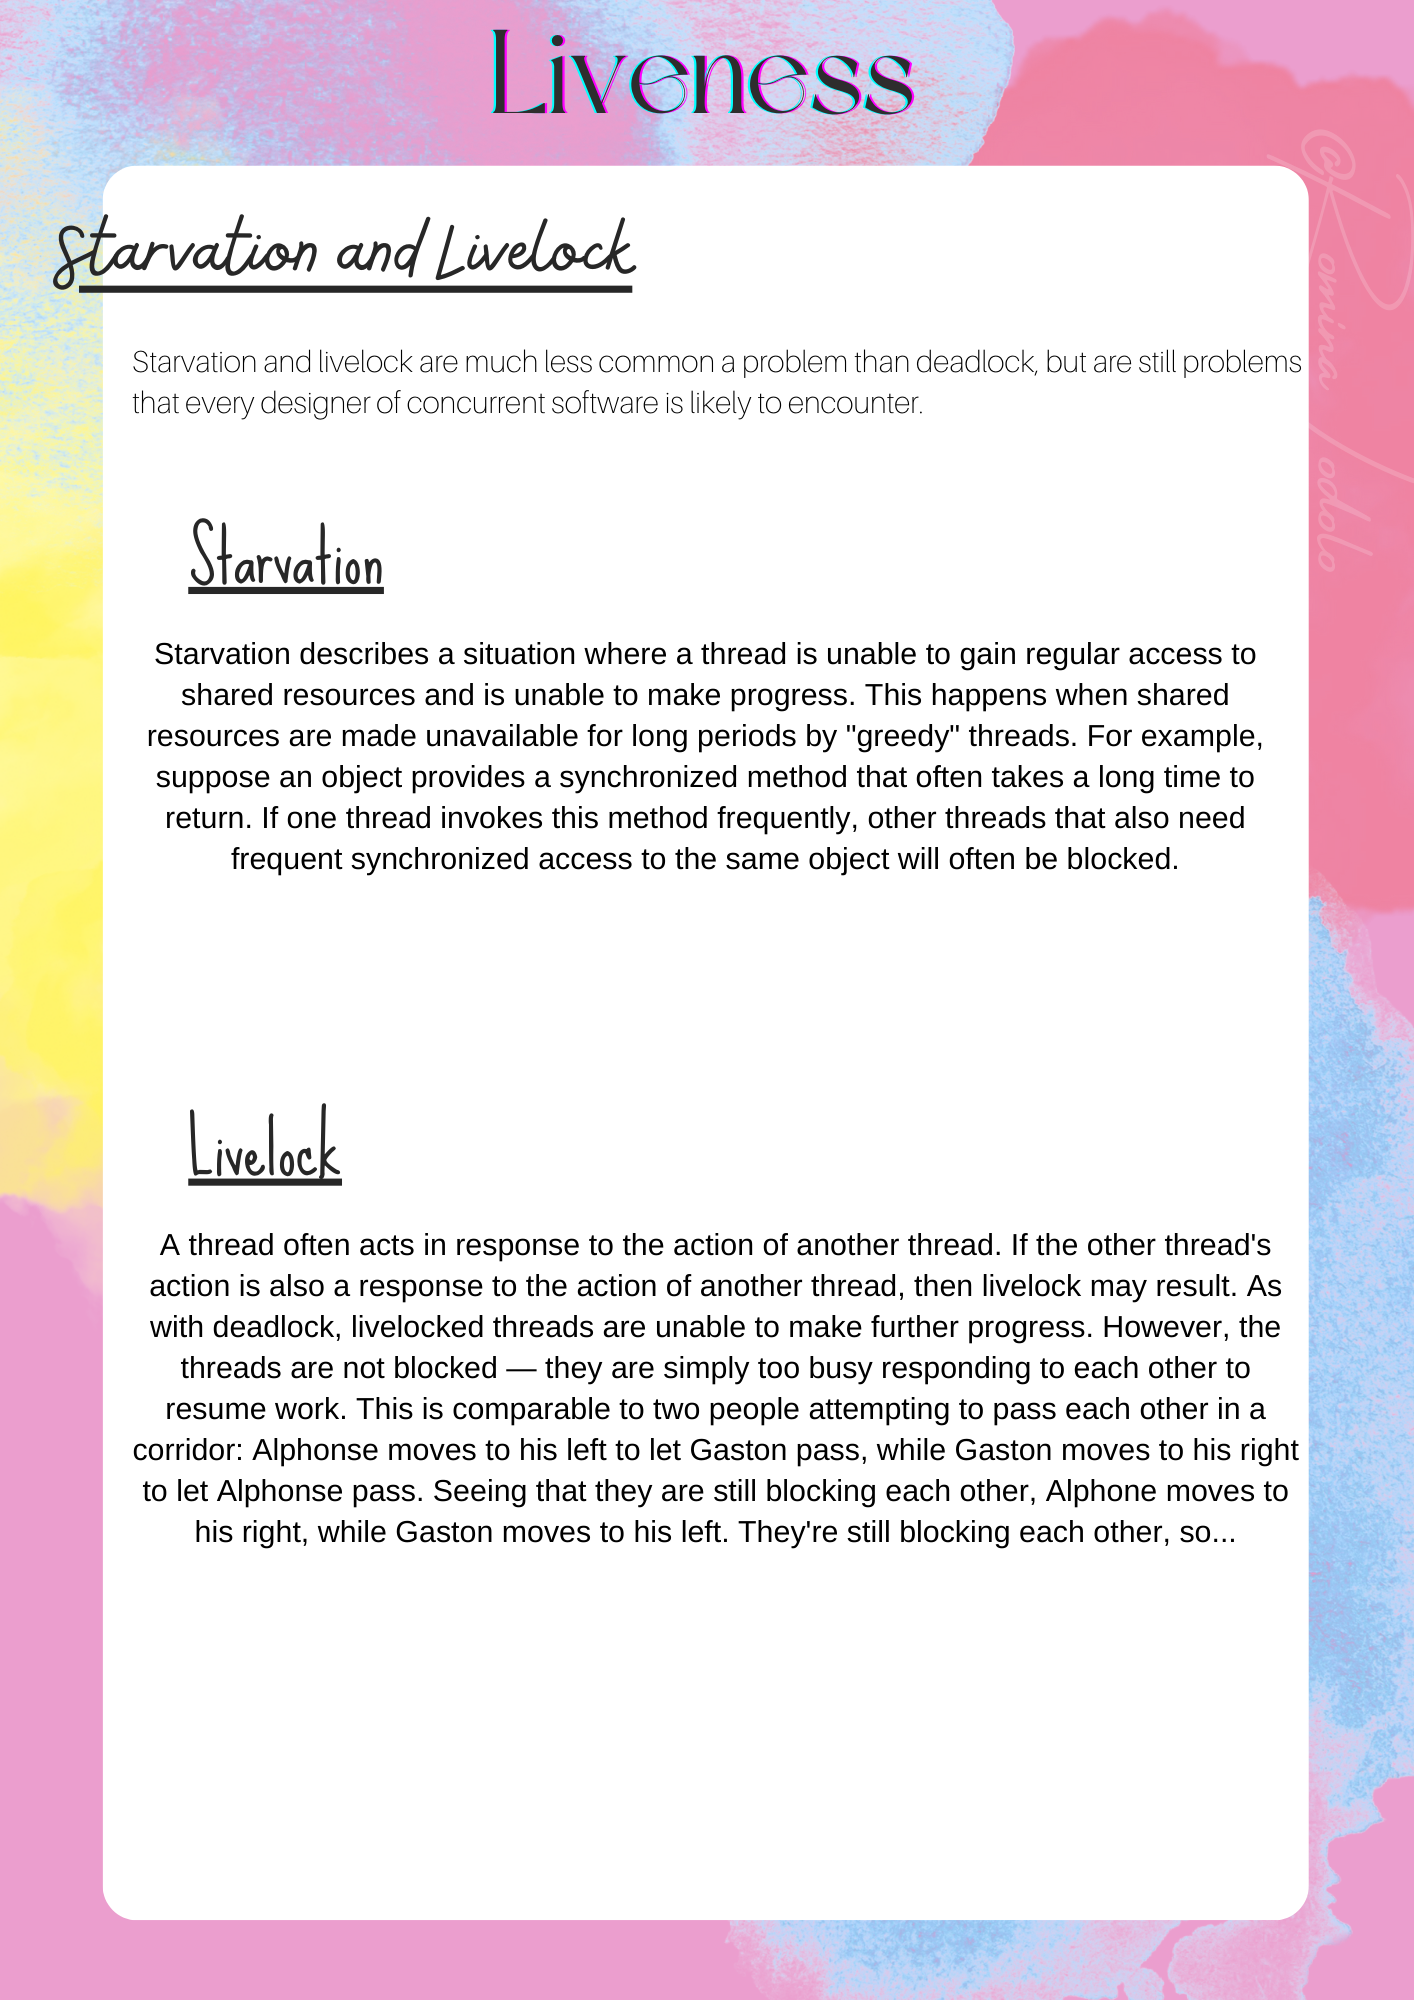 Liveness
@Romina Iodolo
Starvation and Livelock
Starvation and livelock are much less common a problem than deadlock, but are still problems
that every designer of concurrent software is likely to encounter.
Starvation
Starvation describes a situation where a thread is unable to gain regular access to
shared resources and is unable to make progress. This happens when shared
resources are made unavailable for long periods by "greedy" threads. For example,
suppose an object provides a synchronized method that often takes a long time to
return. If one thread invokes this method frequently, other threads that also need
frequent synchronized access to the same object will often be blocked.
Livelock
A thread often acts in response to the action of another thread. If the other thread's
action is also a response to the action of another thread, then livelock may result. As
with deadlock, livelocked threads are unable to make further progress. However, the
threads are not blocked — they are simply too busy responding to each other to
resume work. This is comparable to two people attempting to pass each other in a
corridor: Alphonse moves to his left to let Gaston pass, while Gaston moves to his right
to let Alphonse pass. Seeing that they are still blocking each other, Alphone moves to
his right, while Gaston moves to his left. They're still blocking each other, so...